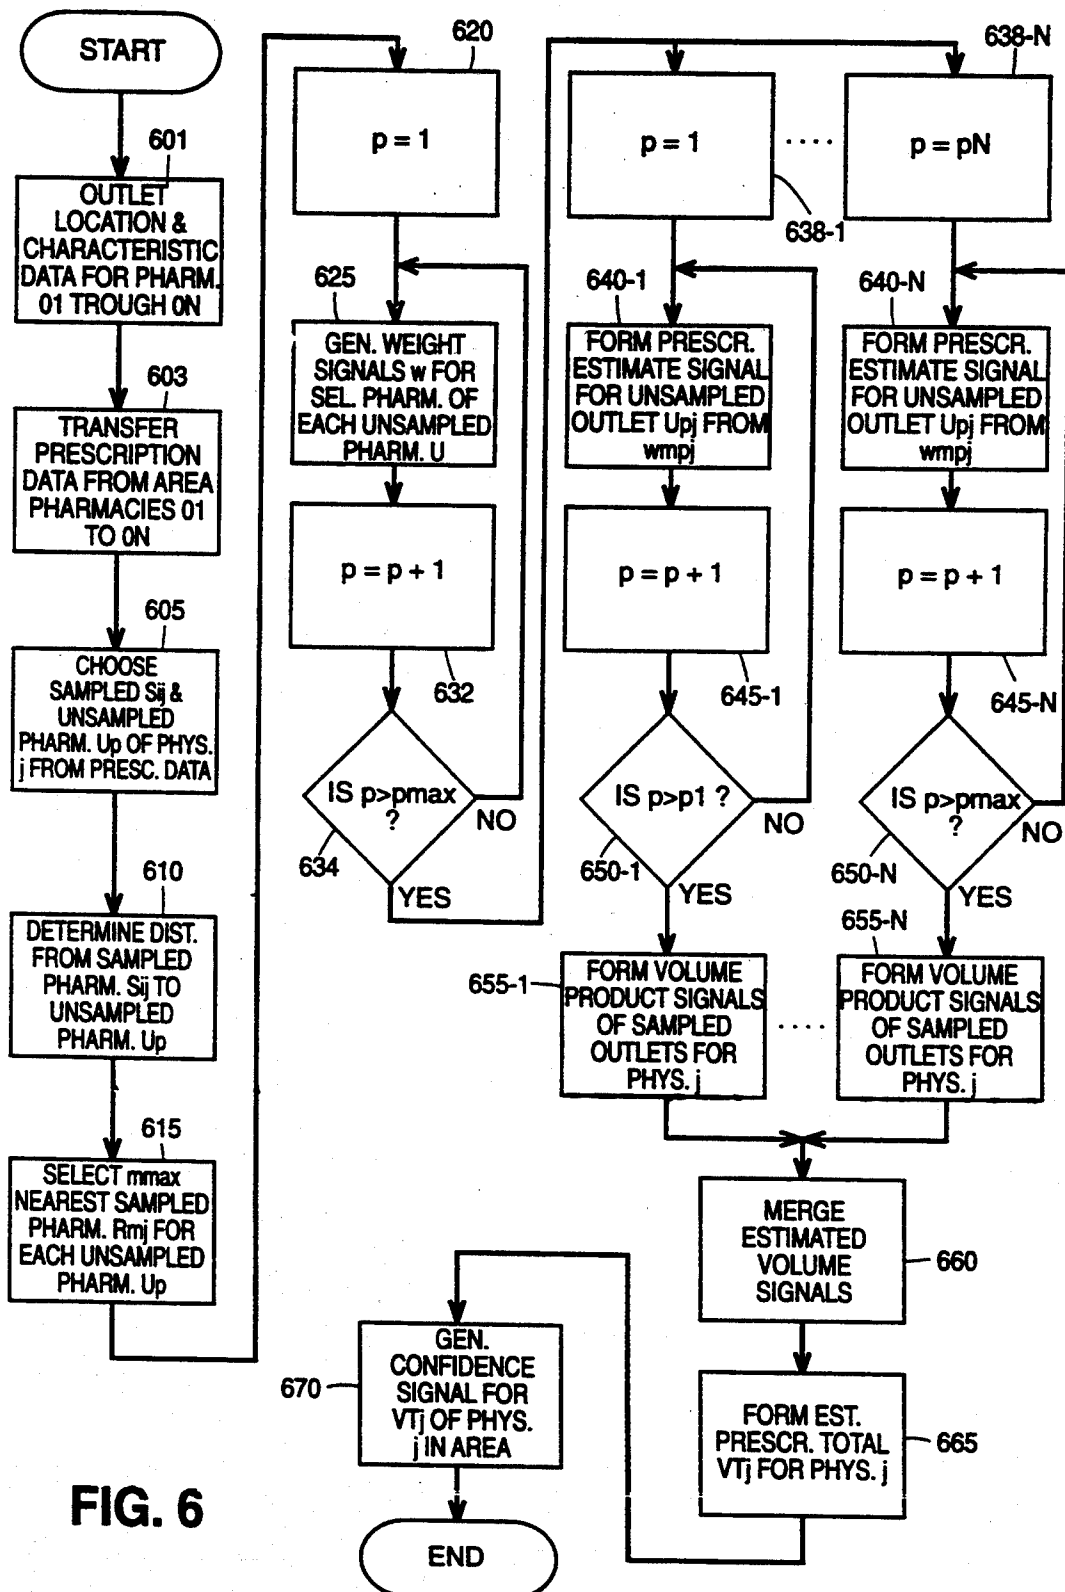 START
601
OUTLET
LOCATION &
CHARACTERISTIC
DATA FOR PHARM.
01 TROUGH 0N
603
TRANSFER
PRESCRIPTION
DATA FROM AREA
PHARMACIES 01
TO 0N
605
CHOOSE
SAMPLED Sij &
UNSAMPLED
PHARM. Up OF PHYS.
j FROM PRESC. DATA
610
DETERMINE DIST.
FROM SAMPLED
PHARM. Sij TO
UNSAMPLED
PHARM. Up
615
SELECT mmax
NEAREST SAMPLED
PHARM. Rmj FOR
EACH UNSAMPLED
PHARM. Up
620
p = 1
625
GEN. WEIGHT
SIGNALS w FOR
SEL. PHARM. OF
EACH UNSAMPLED
PHARM. U
p = p + 1
632
IS p>pmax
?
NO
634
YES
p = 1
638-1
640-1
FORM PRESCR.
ESTIMATE SIGNAL
FOR UNSAMPLED
OUTLET Upj FROM
wmpj
p = p + 1
645-1
IS p>p1 ?
NO
650-1
YES
655-1
FORM VOLUME
PRODUCT SIGNALS
OF SAMPLED
OUTLETS FOR
PHYS. j
....
638-N
p = pN
640-N
FORM PRESCR.
ESTIMATE SIGNAL
FOR UNSAMPLED
OUTLET Upj FROM
wmpj
p = p + 1
645-N
IS p>pmax
?
NO
650-N
YES
655-N
FORM VOLUME
PRODUCT SIGNALS
OF SAMPLED
OUTLETS FOR
PHYS. j
....
MERGE
ESTIMATED
VOLUME
SIGNALS
660
FORM EST.
PRESCR. TOTAL
VTj FOR PHYS. j
665
GEN.
CONFIDENCE
SIGNAL FOR
VTj OF PHYS.
j IN AREA
670
END
FIG. 6